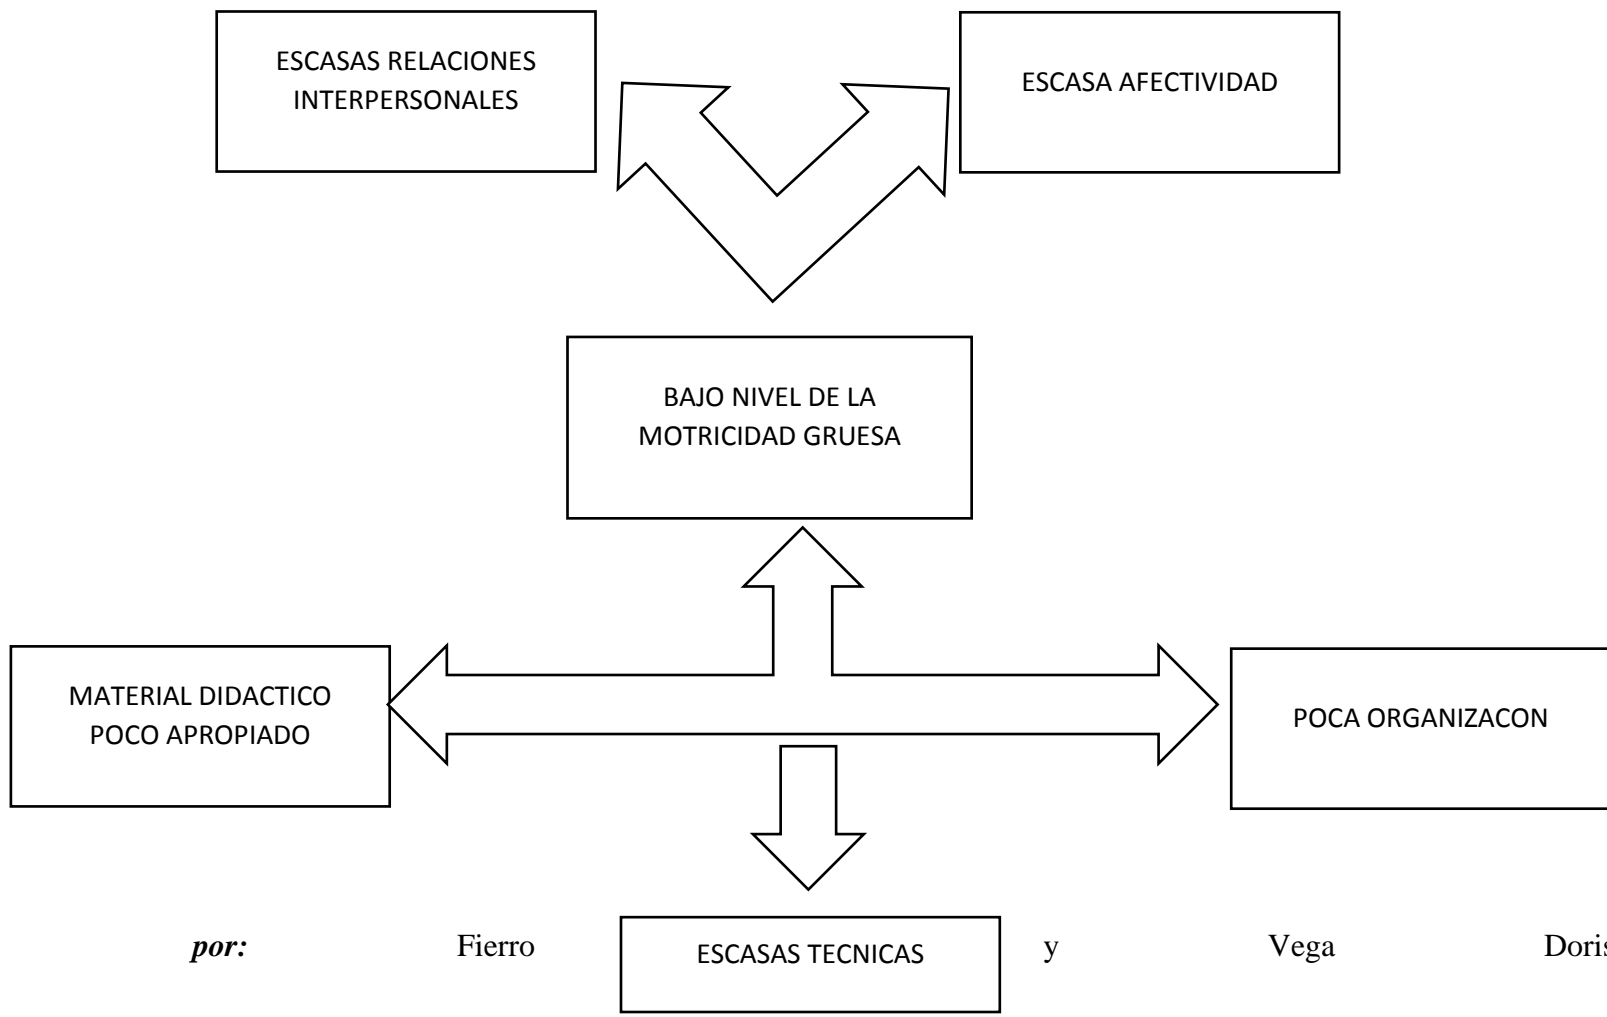 ESCASAS RELACIONES
INTERPERSONALES
ESCASA AFECTIVIDAD
BAJO NIVEL DE LA
MOTRICIDAD GRUESA
MATERIAL DIDACTICO
POCO APROPIADO
POCA ORGANIZACON
por: Fierro y Vega Doris
ESCASAS TECNICAS